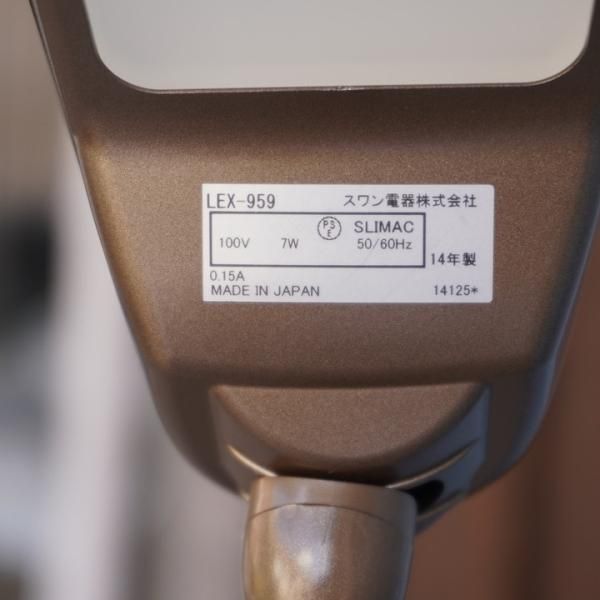 LEX-959 スワン電器株式会社
PS E SLIMAC
100V 7W 50/60Hz
14年製
0.15A
MADE IN JAPAN 14125*